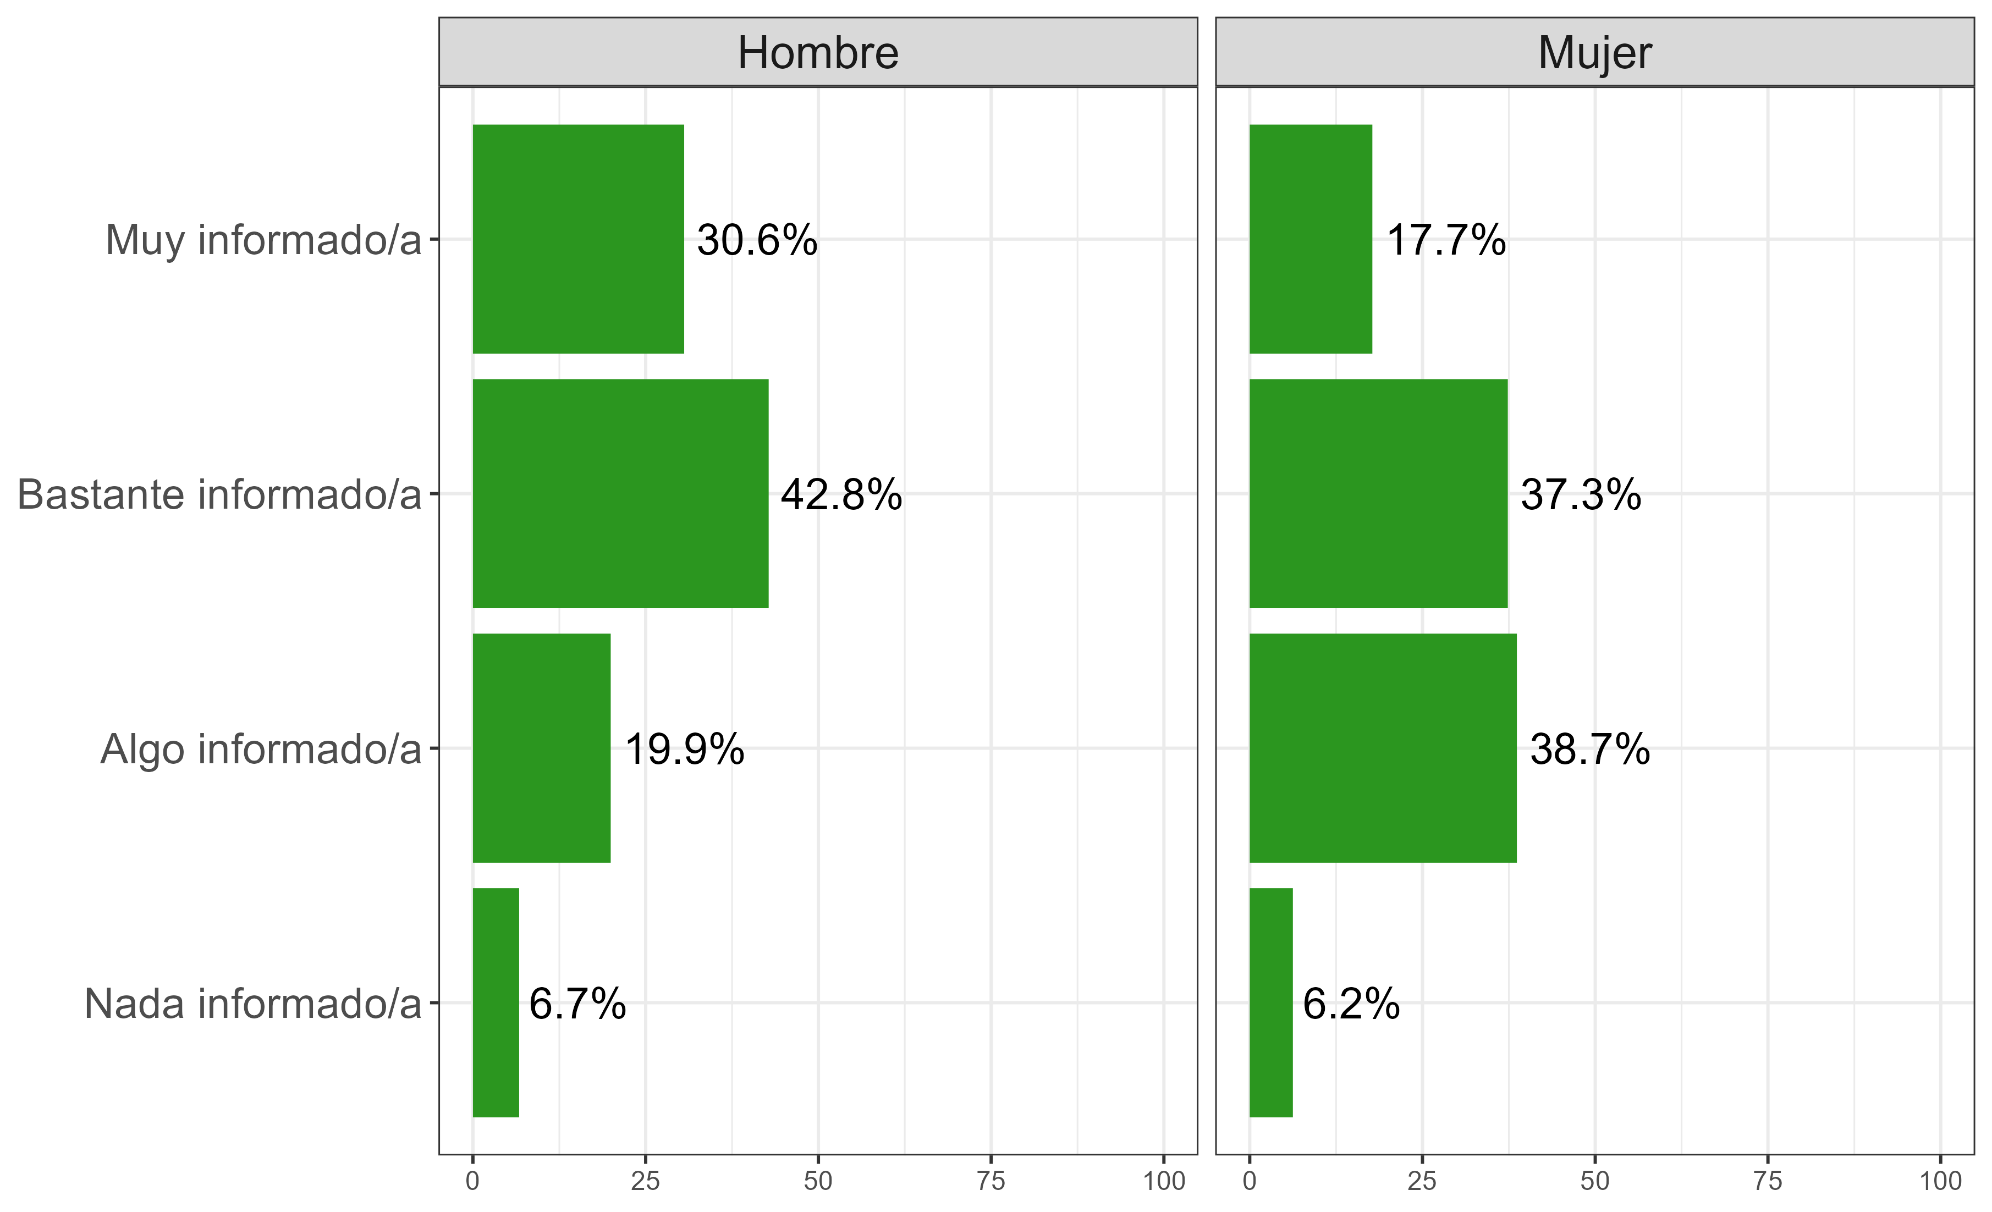 Hombre
Mujer
Muy informado/a
30.6%
17.7%
Bastante informado/a
42.8%
37.3%
Algo informado/a
19.9%
38.7%
Nada informado/a
6.7%
6.2%
0 25 50 75 100
0 25 50 75 100